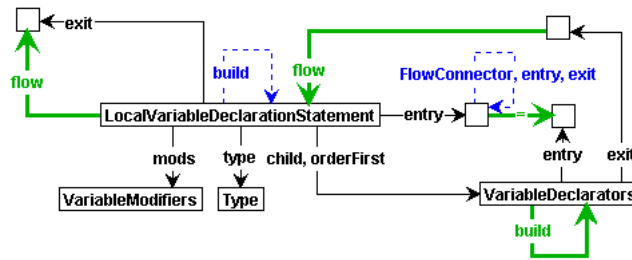 exit
flow
build
flow
FlowConnector, entry, exit
LocalVariableDeclarationStatement
entry
=
mods
type
child, orderFirst
entry
exit
VariableModifiers
Type
VariableDeclarators
build